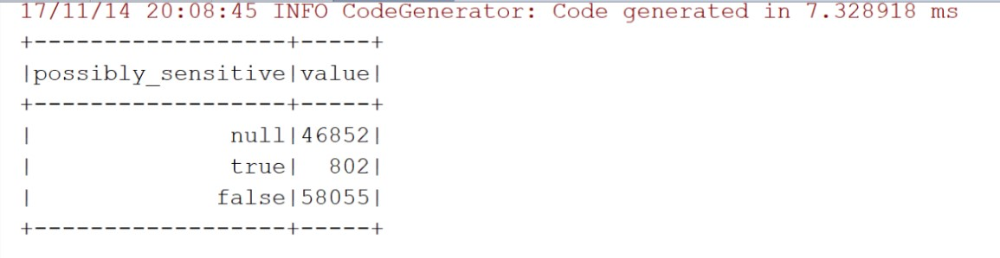 17/11/14 20:08:45 INFO CodeGenerator: Code generated in 7.328918 ms
+------------------+-----+
|possibly_sensitive|value|
+------------------+-----+
|              null|46852|
|              true|  802|
|             false|58055|
+------------------+-----+